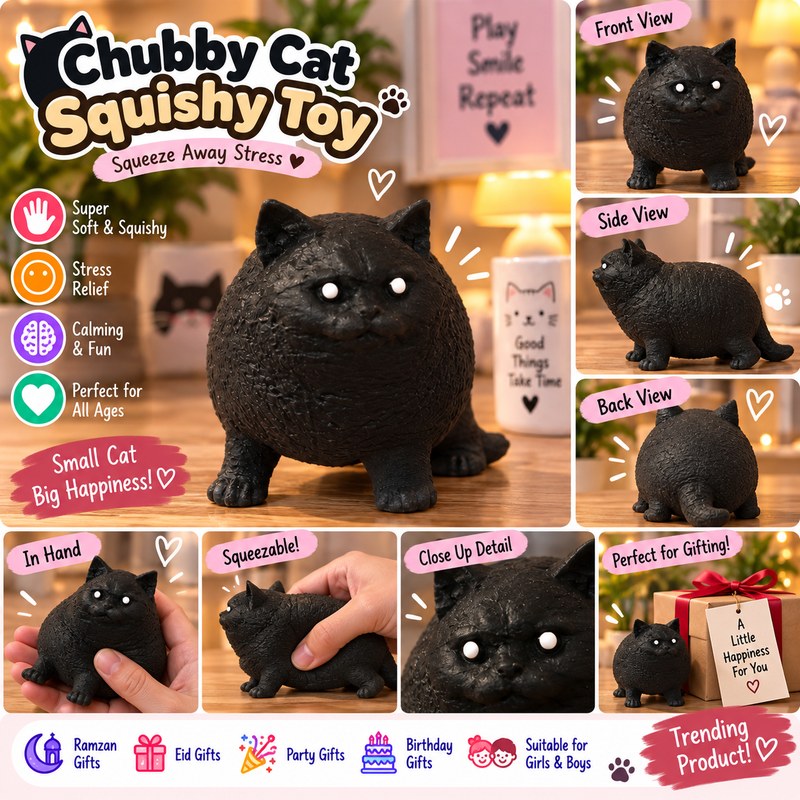 Chubby Cat
Squishy Toy
Squeeze Away Stress
Play
Smile
Repeat
Super
Soft & Squishy
Stress
Relief
Calming
& Fun
Perfect for
All Ages
Good
Things
Take Time
Small Cat
Big Happiness!
Front View
Side View
Back View
In Hand
Squeezable!
Close Up Detail
Perfect for Gifting!
A
Little
Happiness
For You
Ramzan
Gifts
Eid Gifts
Party Gifts
Birthday
Gifts
Suitable for
Girls & Boys
Trending
Product!